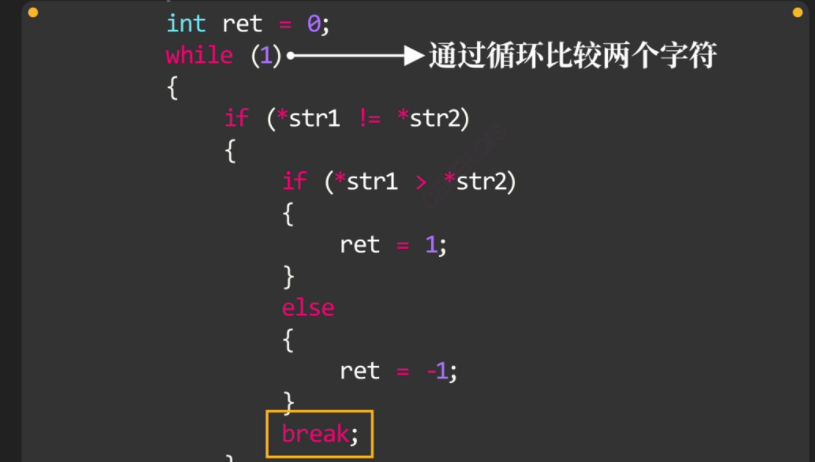 int ret = 0;
while (1) 通过循环比较两个字符
{
if (*str1 != *str2)
{
if (*str1 > *str2)
{
ret = 1;
}
else
{
ret = -1;
}
break;
}